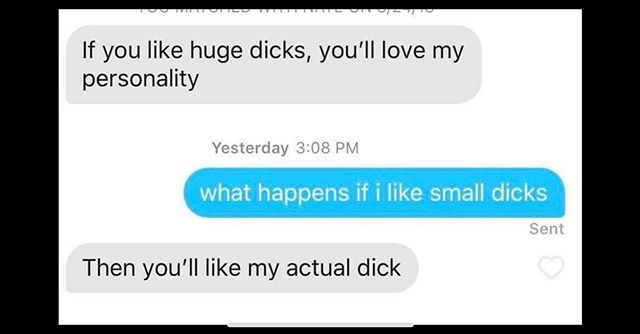 If you like huge dicks, you'll love my
personality
Yesterday 3:08 PM
what happens if i like small dicks
Sent
Then you'll like my actual dick